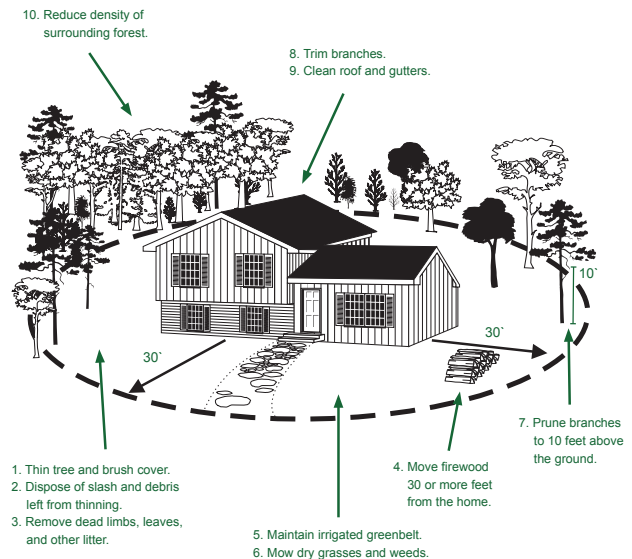 10. Reduce density of
surrounding forest.
8. Trim branches.
9. Clean roof and gutters.
10`
30`
30`
7. Prune branches
to 10 feet above
the ground.
1. Thin tree and brush cover.
2. Dispose of slash and debris
left from thinning.
3. Remove dead limbs, leaves,
and other litter.
4. Move firewood
30 or more feet
from the home.
5. Maintain irrigated greenbelt.
6. Mow dry grasses and weeds.